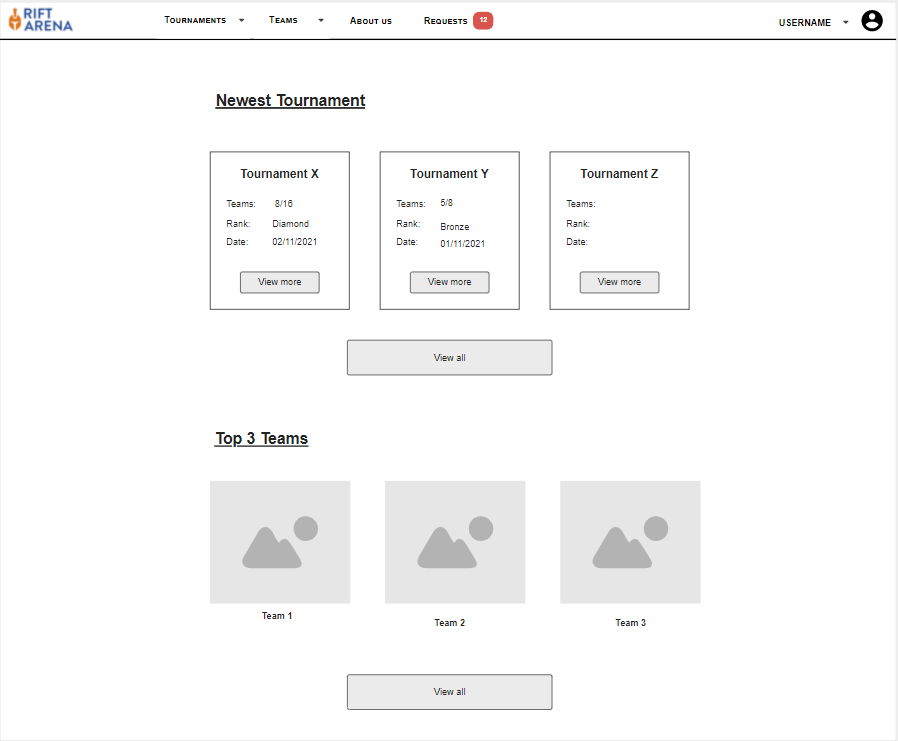 RIFT
ARENA
Tournaments Teams About us Requests 12 USERNAME
Newest Tournament
Tournament X
Teams: 8/16
Rank: Diamond
Date: 02/11/2021
View more
Tournament Y
Teams: 5/8
Rank: Bronze
Date: 01/11/2021
View more
Tournament Z
Teams:
Rank:
Date:
View more
View all
Top 3 Teams
Team 1
Team 2
Team 3
View all